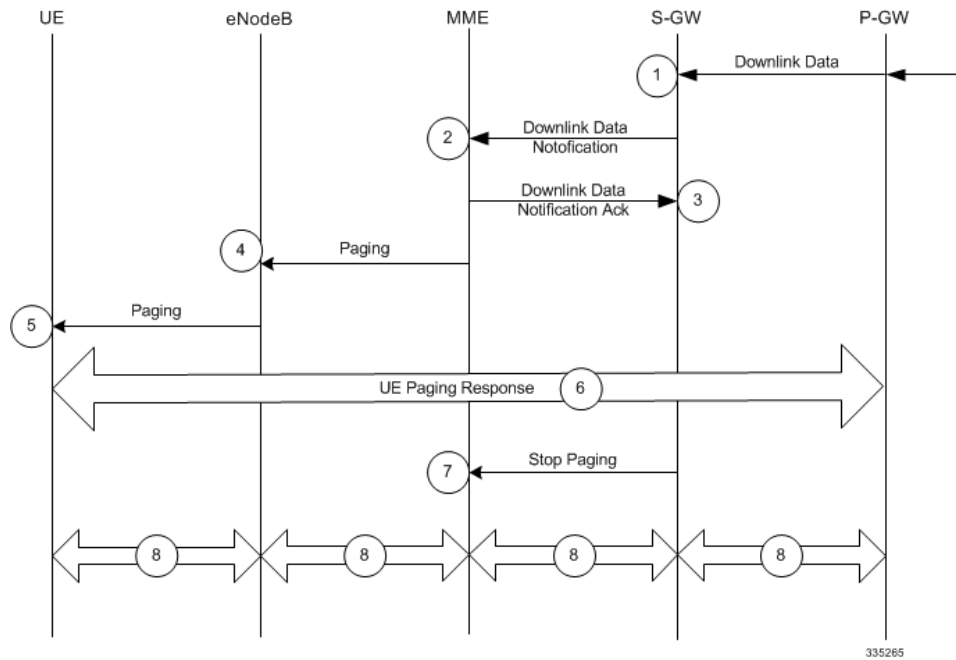 UE eNodeB MME S-GW P-GW
1 Downlink Data
2 Downlink Data
Notofication
Downlink Data 3
Notification Ack
4 Paging
5 Paging
UE Paging Response 6
7 Stop Paging
8 8 8 8
335265